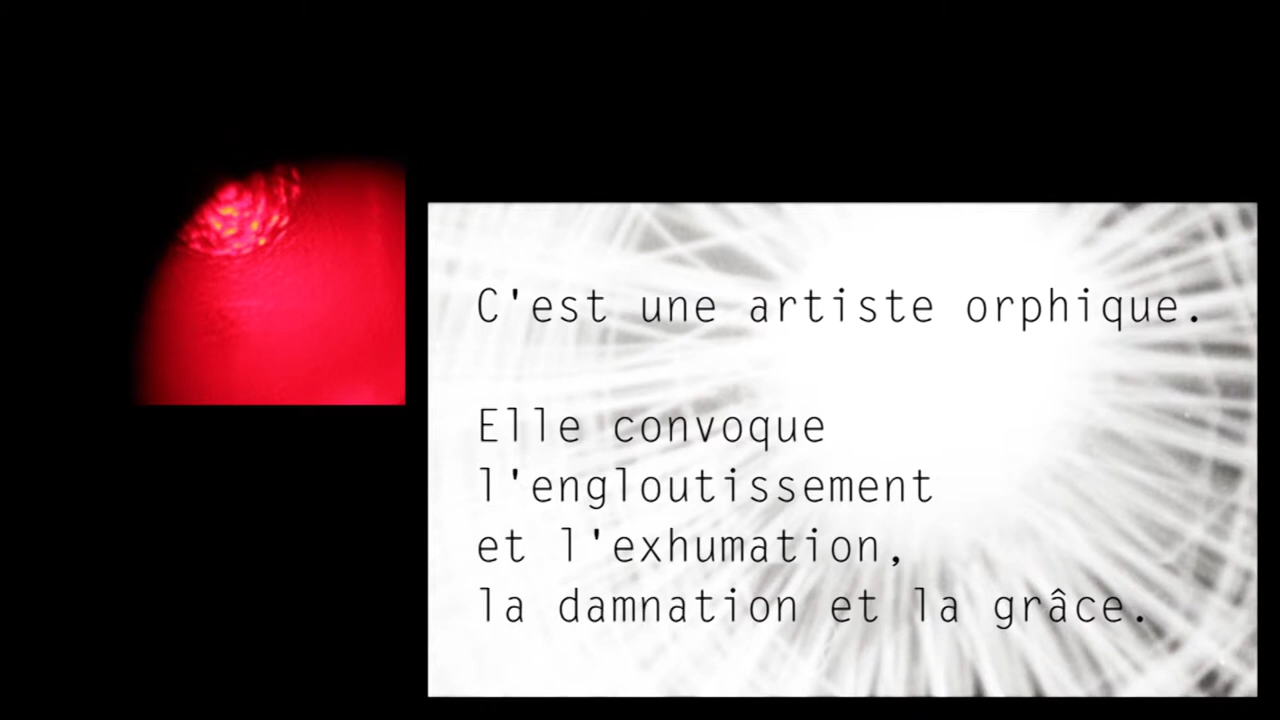 C'est une artiste orphique.
Elle convoque
l'engloutissement
et l'exhumation,
la damnation et la grâce.